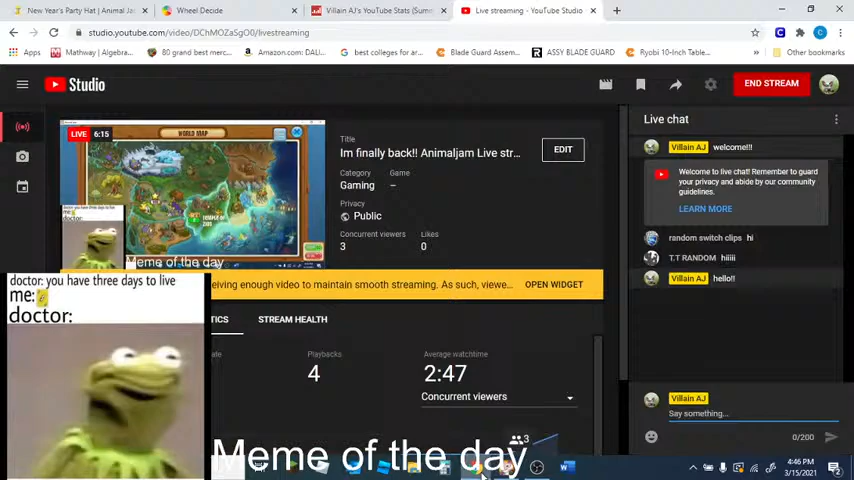 New Year's Party Hat | Animal Ja
Wheel Decide
Villain AJ's YouTube Stats (Summ
Live streaming - YouTube Studio
studio.youtube.com/video/DChMOZaSgO0/livestreaming
Apps
Mathway | Algebra...
80 grand best merc...
Amazon.com: DALI...
best colleges for ar...
Blade Guard Assem...
ASSY BLADE GUARD
Ryobi 10-Inch Table...
Other bookmarks
Studio
END STREAM
LIVE 6:15
WORLD MAP
Meme of the day
Title
Im finally back!! Animaljam Live str...
EDIT
Category
Game
Gaming
–
Privacy
Public
Concurrent viewers
Likes
3
0
eiving enough video to maintain smooth streaming. As such, viewe...
OPEN WIDGET
TICS
STREAM HEALTH
ate
Playbacks
Average watchtime
4
2:47
Concurrent viewers
3
Live chat
Villain AJ welcome!!!
Welcome to live chat! Remember to guard
your privacy and abide by our community
guidelines.
LEARN MORE
random switch clips hi
T.T RANDOM hiiiii
Villain AJ hello!!
Villain AJ
Say something...
0/200
doctor: you have three days to live
me:
doctor:
Meme of the day
4:46 PM
3/15/2021